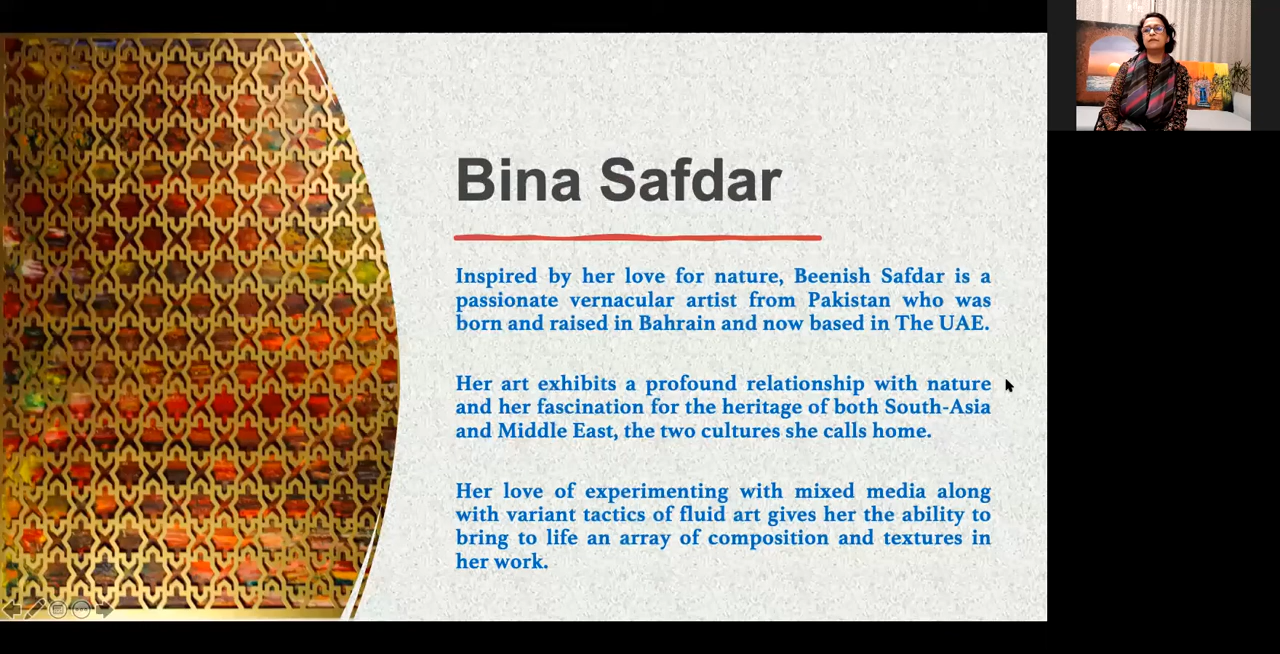 Bina Safdar
Inspired by her love for nature, Beenish Safdar is a
passionate vernacular artist from Pakistan who was
born and raised in Bahrain and now based in The UAE.
Her art exhibits a profound relationship with nature
and her fascination for the heritage of both South-Asia
and Middle East, the two cultures she calls home.
Her love of experimenting with mixed media along
with variant tactics of fluid art gives her the ability to
bring to life an array of composition and textures in
her work.